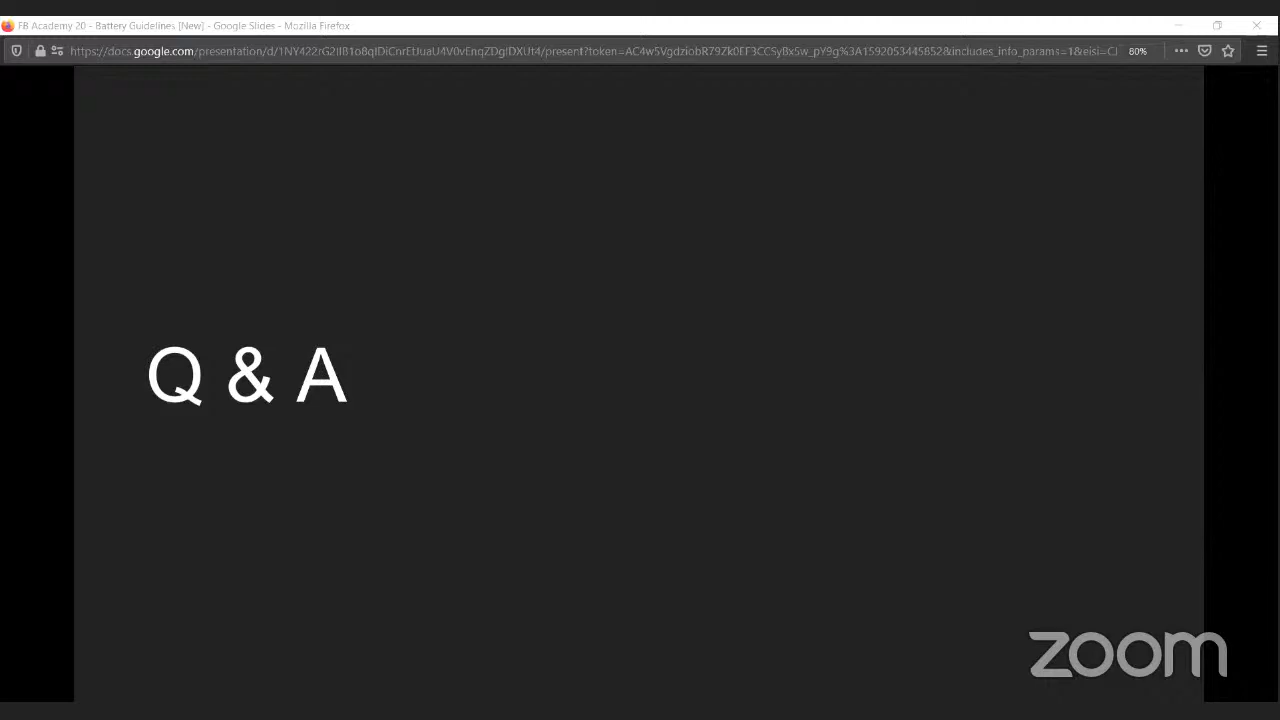 FB Academy 20 - Battery Guidelines [New] - Google Slides - Mozilla Firefox
80%
Q & A
zoom